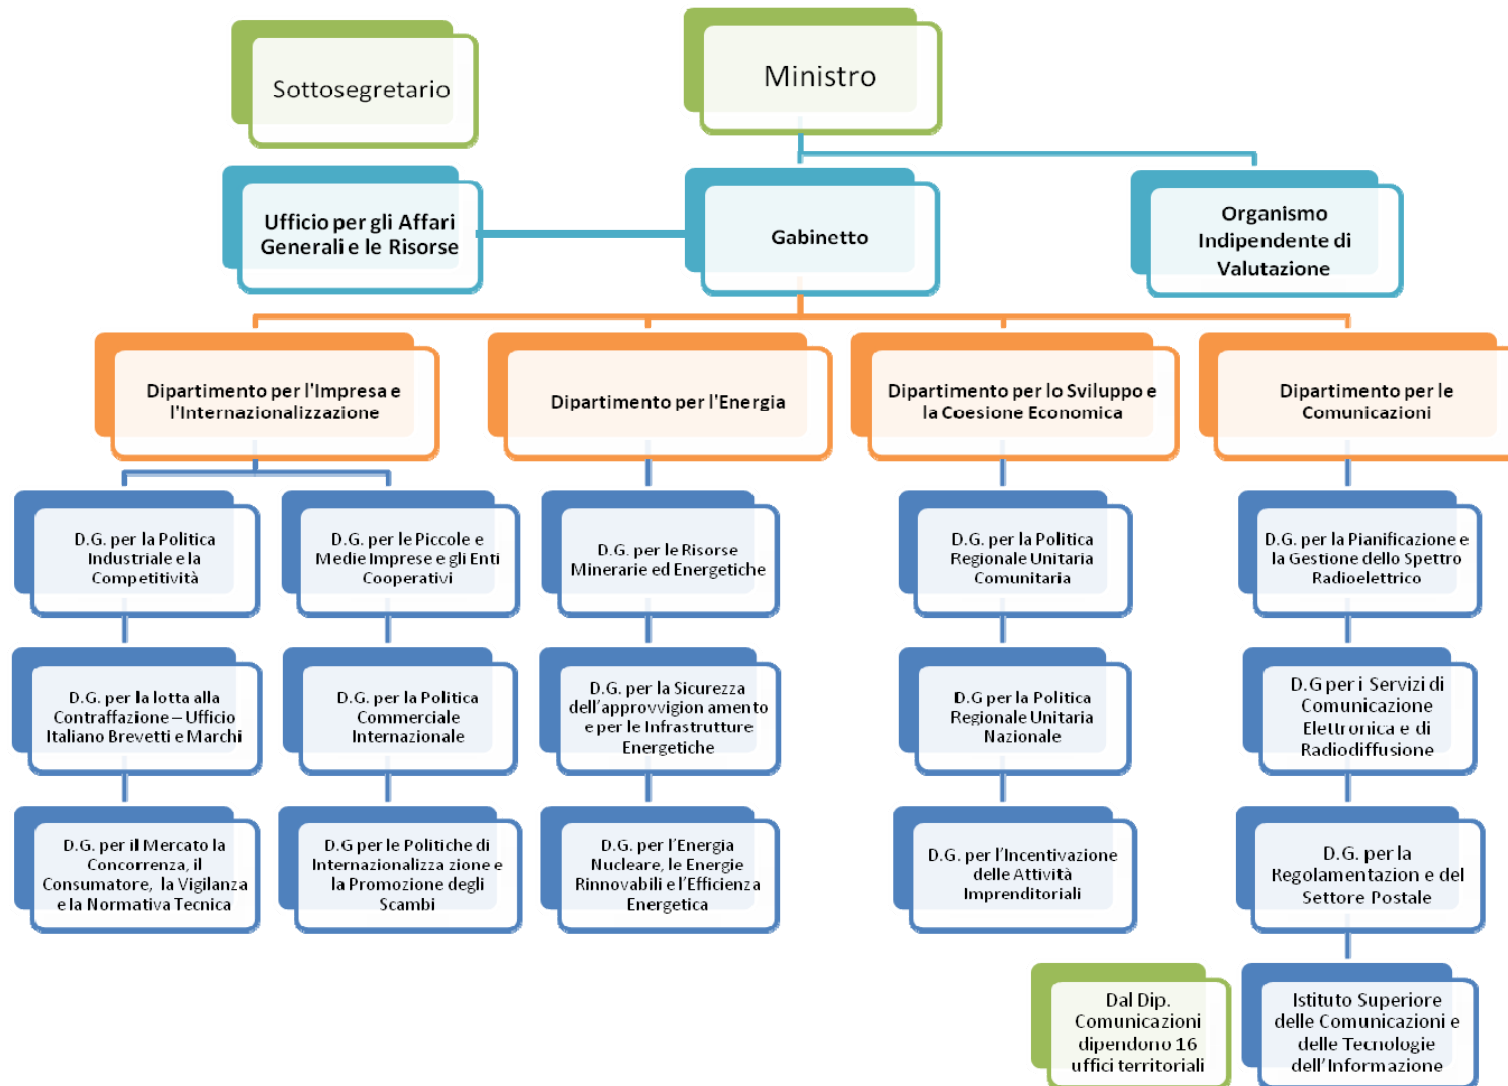 Sottosegretario
Ministro
Ufficio per gli Affari
Generali e le Risorse
Gabinetto
Organismo
Indipendente di
Valutazione
Dipartimento per l'Impresa e
l'Internazionalizzazione
Dipartimento per l'Energia
Dipartimento per lo Sviluppo e
la Coesione Economica
Dipartimento per le
Comunicazioni
D.G. per la Politica
Industriale e la
Competitività
D.G. per le Piccole e
Medie Imprese e gli Enti
Cooperativi
D.G. per le Risorse
Minerarie ed Energetiche
D.G. per la Politica
Regionale Unitaria
Comunitaria
D.G. per la Pianificazione e
la Gestione dello Spettro
Radioelettrico
D.G. per la lotta alla
Contraffazione – Ufficio
Italiano Brevetti e Marchi
D.G. per la Politica
Commerciale
Internazionale
D.G. per la Sicurezza
dell'approvvigion amento
e per le Infrastrutture
Energetiche
D.G. per la Politica
Regionale Unitaria
Nazionale
D.G per i Servizi di
Comunicazione
Elettronica e di
Radiodiffusione
D.G. per il Mercato la
Concorrenza, il
Consumatore, la Vigilanza
e la Normativa Tecnica
D.G per le Politiche di
Internazionalizza zione e
la Promozione degli
Scambi
D.G. per l'Energia
Nucleare, le Energie
Rinnovabili e l'Efficienza
Energetica
D.G. per l'Incentivazione
delle Attività
Imprenditoriali
D.G. per la
Regolamentazion e del
Settore Postale
Dal Dip.
Comunicazioni
dipendono 16
uffici territoriali
Istituto Superiore
delle Comunicazioni e
delle Tecnologie
dell'Informazione